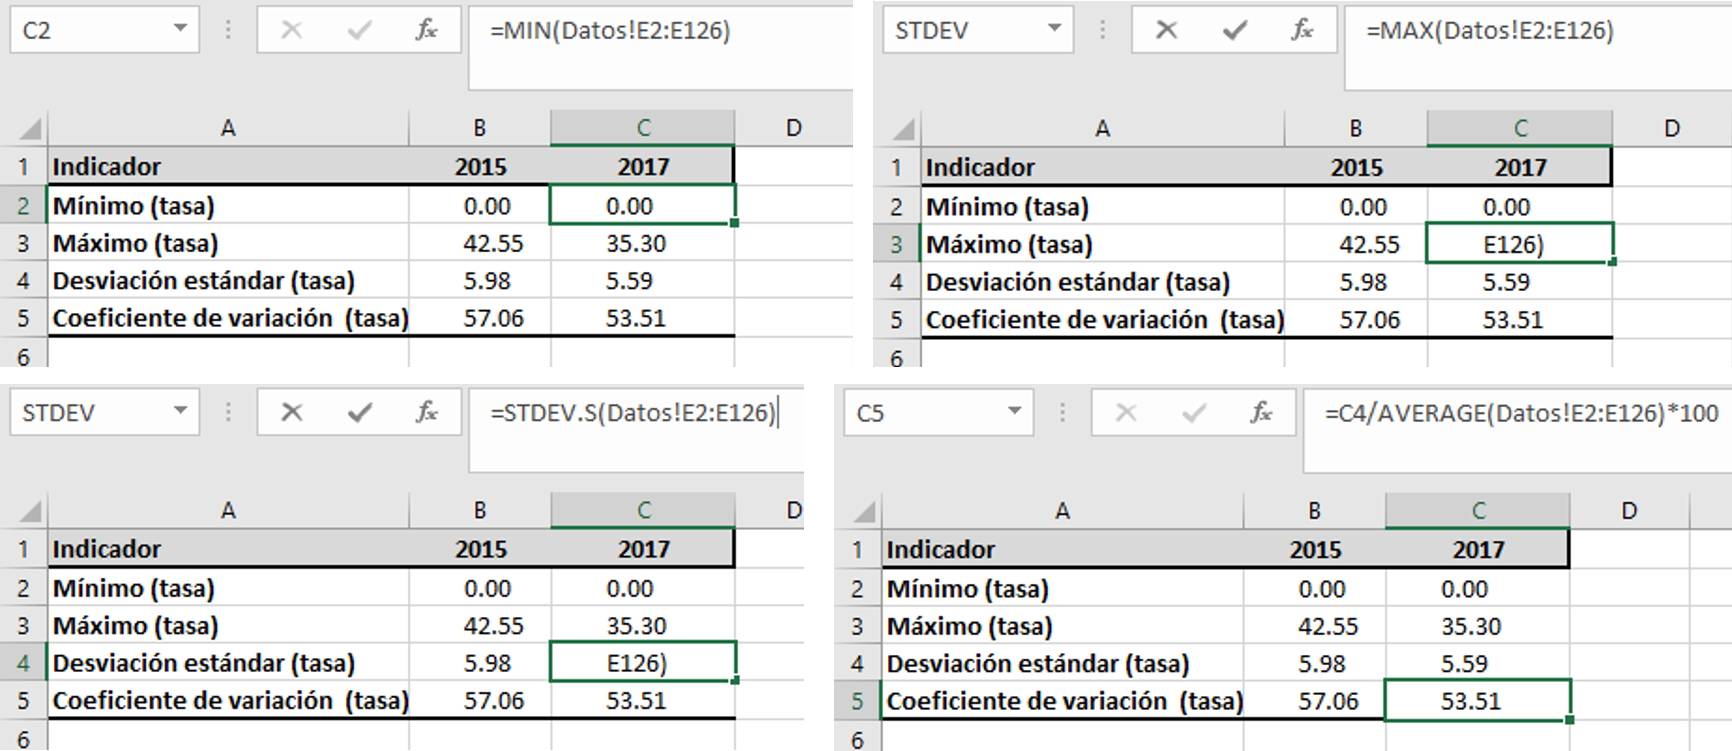 C2 fx =MIN(Datos!E2:E126)
A B C D
1 Indicador 2015 2017
2 Mínimo (tasa) 0.00 0.00
3 Máximo (tasa) 42.55 35.30
4 Desviación estándar (tasa) 5.98 5.59
5 Coeficiente de variación (tasa) 57.06 53.51
6
STDEV fx =MAX(Datos!E2:E126)
A B C D
1 Indicador 2015 2017
2 Mínimo (tasa) 0.00 0.00
3 Máximo (tasa) 42.55 E126)
4 Desviación estándar (tasa) 5.98 5.59
5 Coeficiente de variación (tasa) 57.06 53.51
6
STDEV fx =STDEV.S(Datos!E2:E126)
A B C D
1 Indicador 2015 2017
2 Mínimo (tasa) 0.00 0.00
3 Máximo (tasa) 42.55 35.30
4 Desviación estándar (tasa) 5.98 E126)
5 Coeficiente de variación (tasa) 57.06 53.51
6
C5 fx =C4/AVERAGE(Datos!E2:E126)*100
A B C D
1 Indicador 2015 2017
2 Mínimo (tasa) 0.00 0.00
3 Máximo (tasa) 42.55 35.30
4 Desviación estándar (tasa) 5.98 5.59
5 Coeficiente de variación (tasa) 57.06 53.51
6